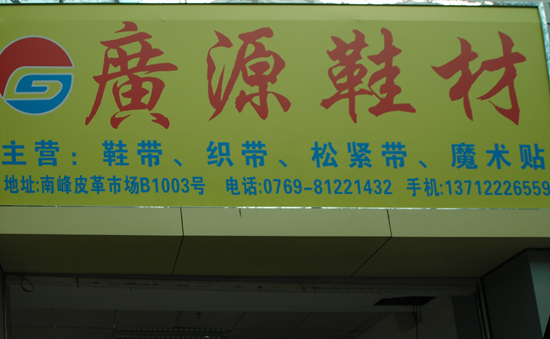 廣源鞋材
主营：鞋带、织带、松紧带、魔术贴
地址:南峰皮革市场B1003号 电话:0769-81221432 手机:13712226559